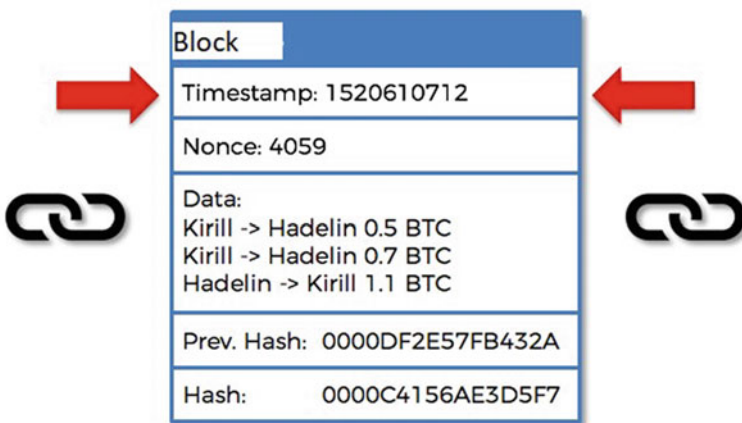 Block
Timestamp: 1520610712
Nonce: 4059
Data:
Kirill -> Hadelin 0.5 BTC
Kirill -> Hadelin 0.7 BTC
Hadelin -> Kirill 1.1 BTC
Prev. Hash: 0000DF2E57FB432A
Hash: 0000C4156AE3D5F7